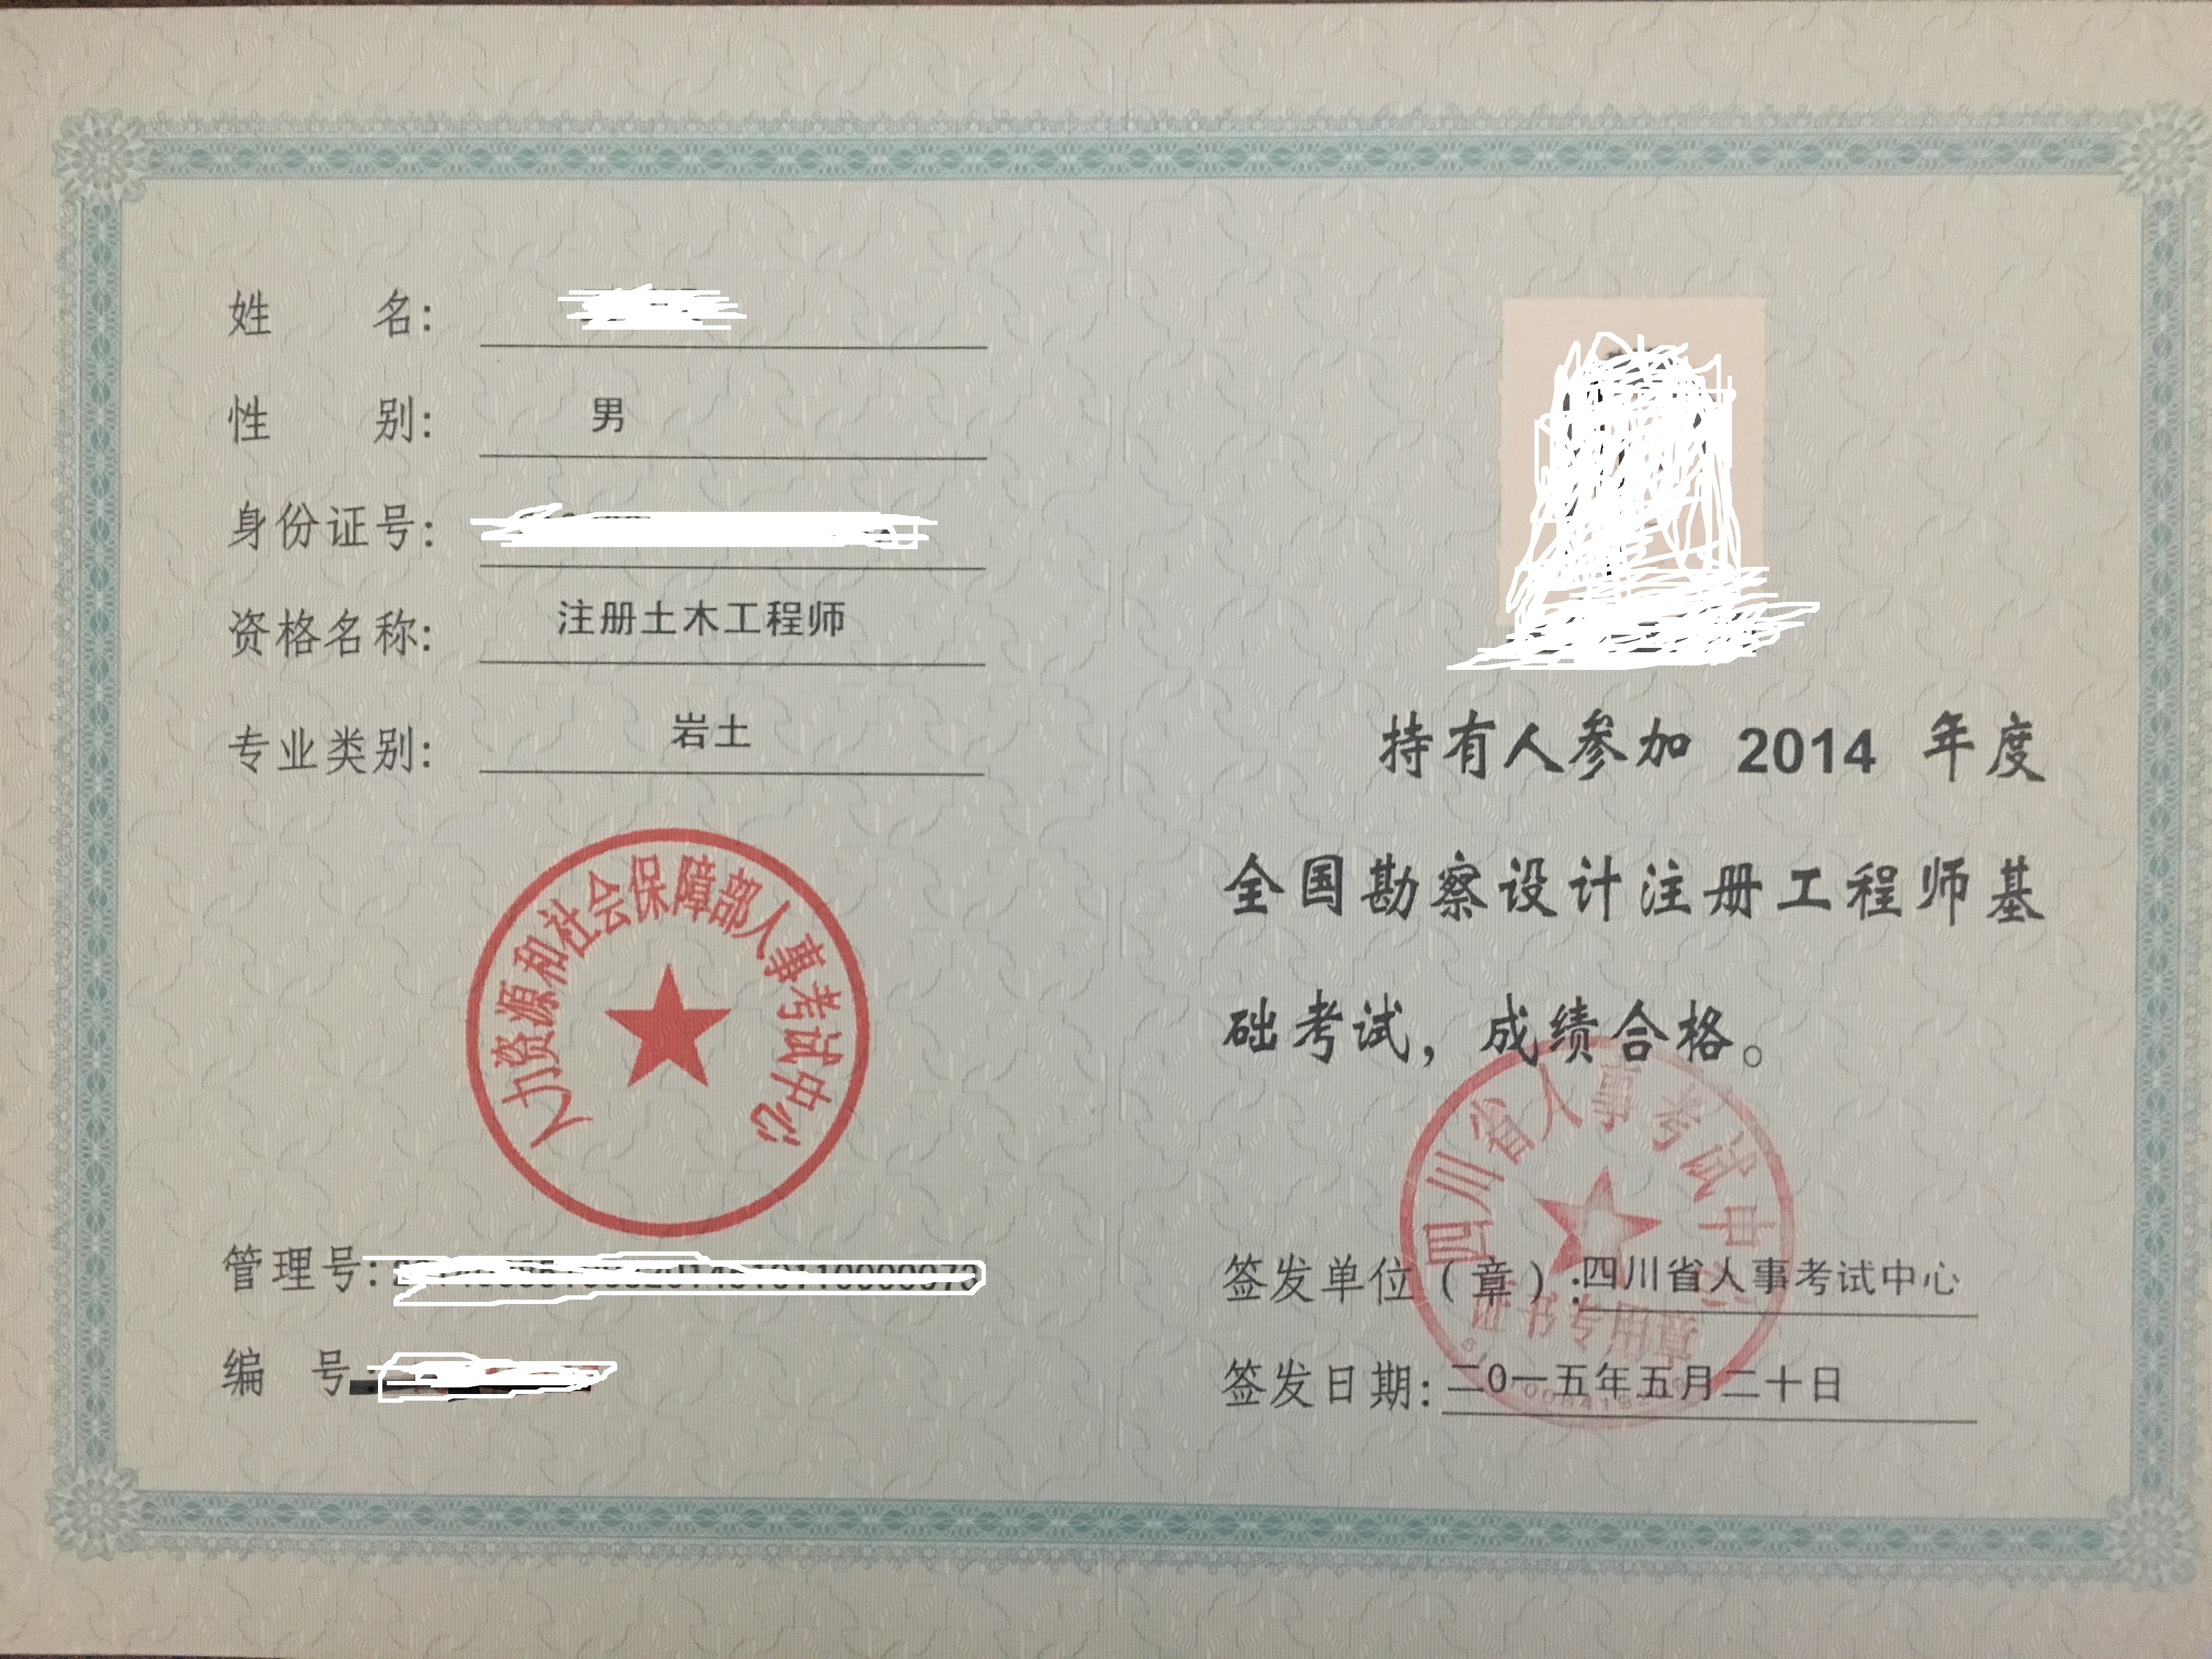 姓 名:
性 别: 男
身份证号:
资格名称: 注册土木工程师
专业类别: 岩土
人力资源和社会保障部人事考试中心
管理号:
编 号:
持有人参加 2014 年度
全国勘察设计注册工程师基
础考试，成绩合格。
四川省人事考试中心
证书专用章
签发单位（章）:四川省人事考试中心
签发日期:二0一五年五月二十日